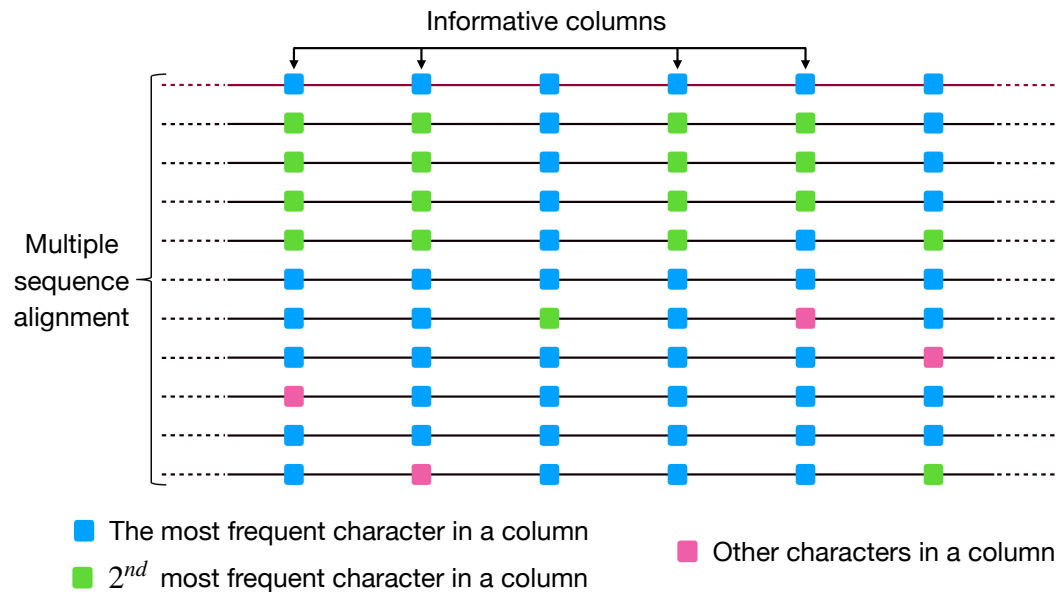 Informative columns
Multiple
sequence
alignment
The most frequent character in a column
2nd most frequent character in a column
Other characters in a column